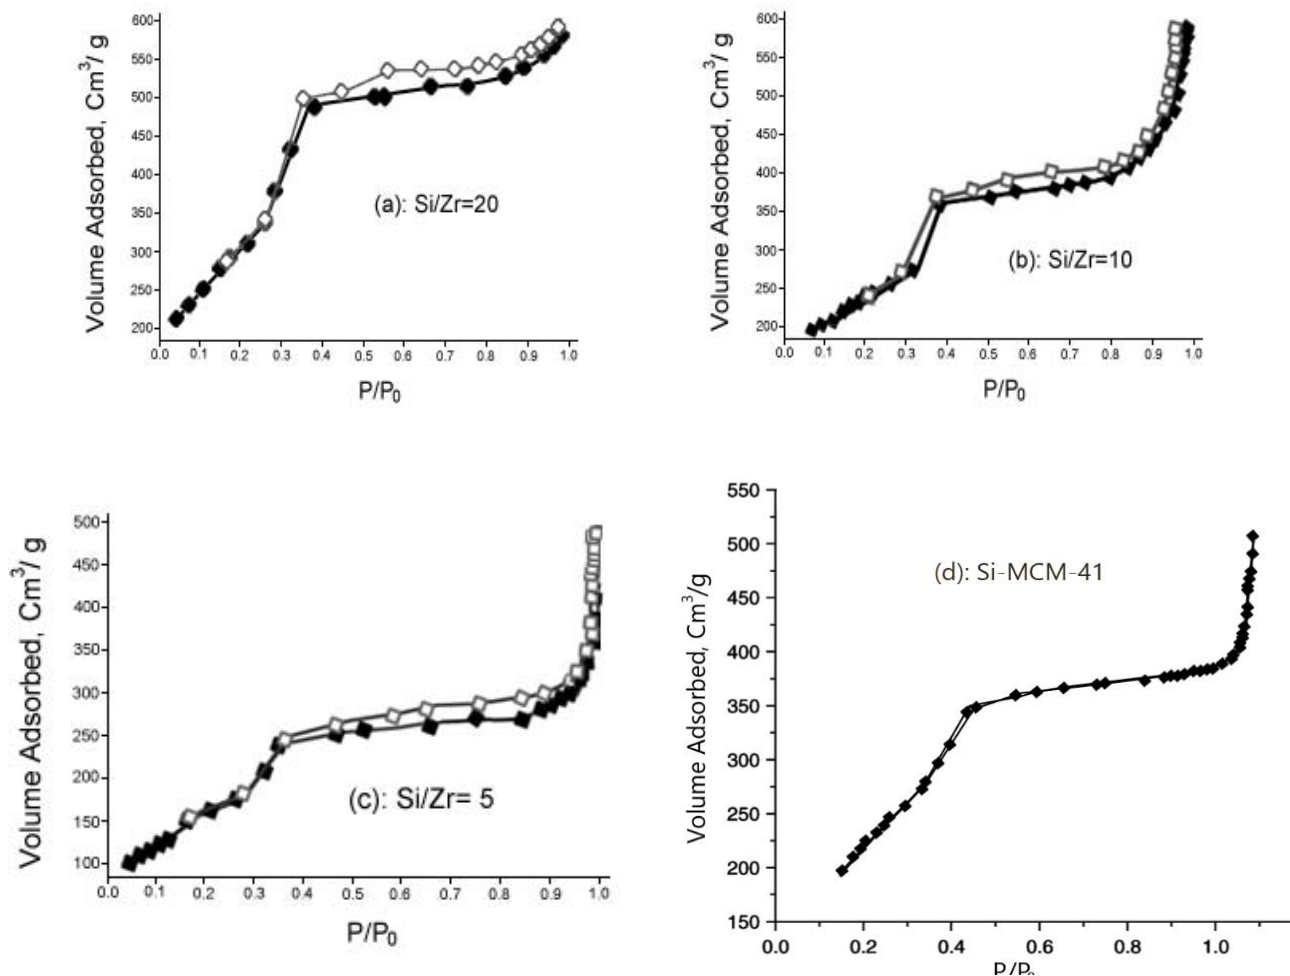 600
550
500
450
400
350
300
250
200
Volume Adsorbed, Cm³/ g
(a): Si/Zr=20
0.0 0.1 0.2 0.3 0.4 0.5 0.6 0.7 0.8 0.9 1.0
P/P₀
600
550
500
450
400
350
300
250
200
Volume Adsorbed, Cm³/ g
(b): Si/Zr=10
0.0 0.1 0.2 0.3 0.4 0.5 0.6 0.7 0.8 0.9 1.0
P/P₀
500
450
400
350
300
250
200
150
100
Volume Adsorbed, Cm³/ g
(c): Si/Zr= 5
0.0 0.1 0.2 0.3 0.4 0.5 0.6 0.7 0.8 0.9 1.0
P/P₀
550
500
450
400
350
300
250
200
150
Volume Adsorbed, Cm³/g
(d): Si-MCM-41
0.0 0.2 0.4 0.6 0.8 1.0
P/P₀